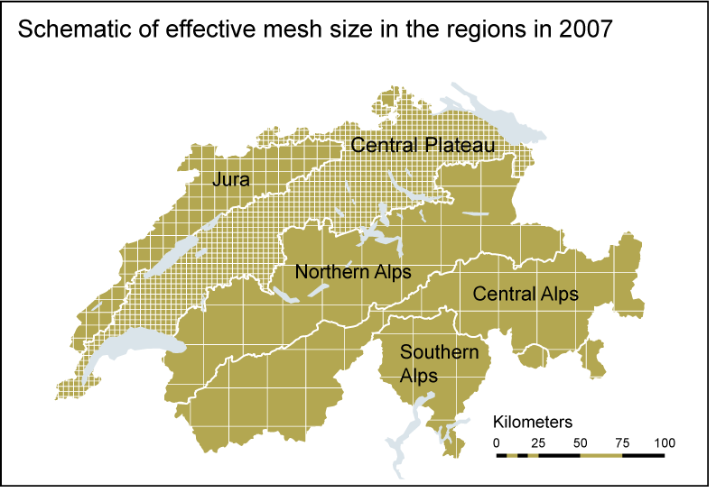 Schematic of effective mesh size in the regions in 2007
Central Plateau
Jura
Northern Alps
Central Alps
Southern
Alps
Kilometers
0 25 50 75 100